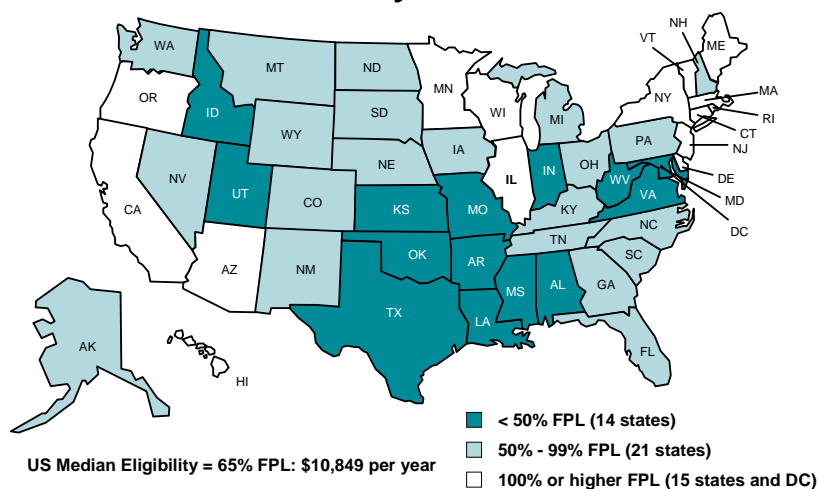 NH
VT
ME
WA
MT
ND
MN
OR
ID
SD
WI
NY
MA
MI
RI
WY
CT
IA
PA
NJ
NE
NV
OH
IL
IN
DE
UT
CO
WV
MD
CA
KS
MO
VA
KY
DC
NC
TN
OK
AZ
NM
AR
SC
MS
AL
GA
TX
LA
AK
FL
HI
< 50% FPL (14 states)
50% - 99% FPL (21 states)
US Median Eligibility = 65% FPL: $10,849 per year
100% or higher FPL (15 states and DC)